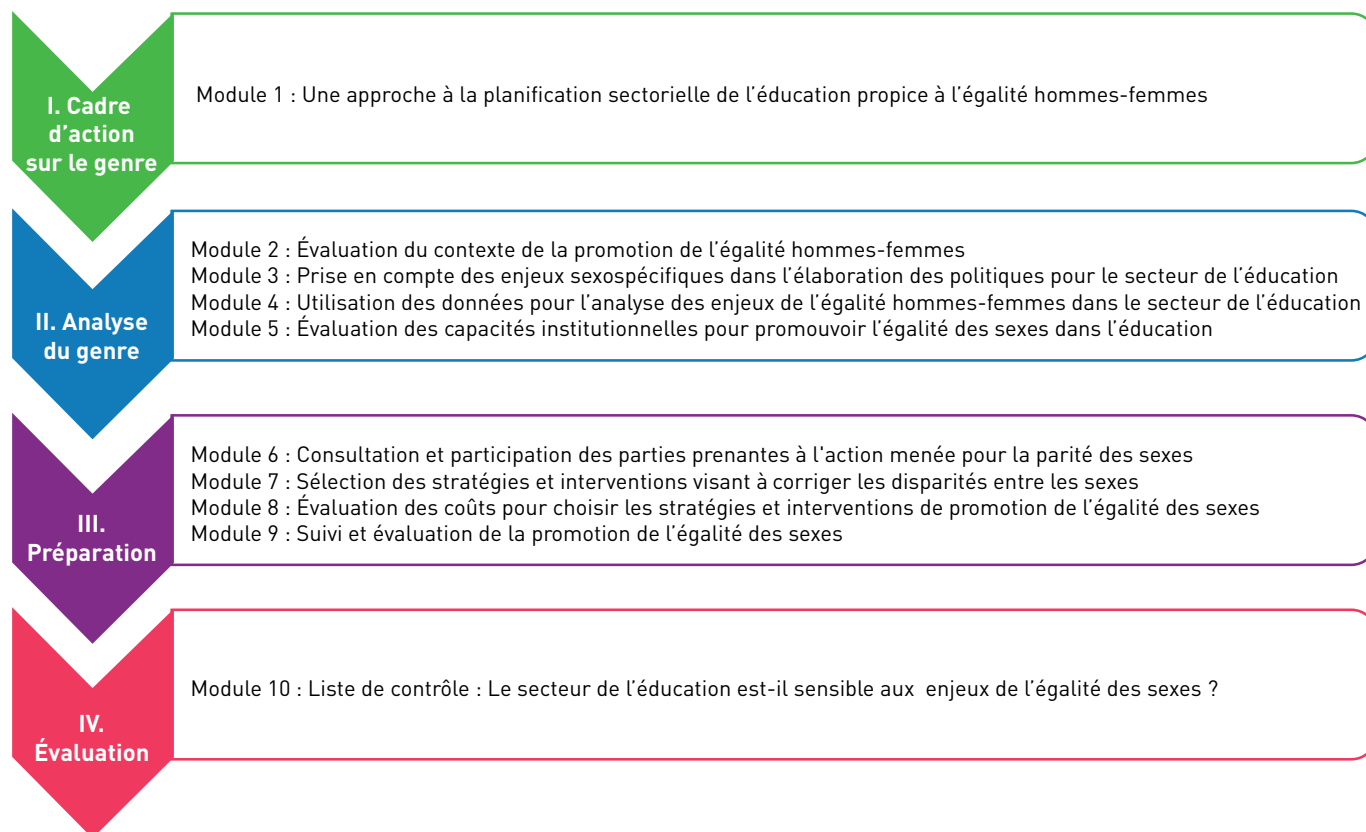 I. Cadre
d’action
sur le genre
Module 1 : Une approche à la planification sectorielle de l’éducation propice à l’égalité hommes-femmes
II. Analyse
du genre
Module 2 : Évaluation du contexte de la promotion de l’égalité hommes-femmes
Module 3 : Prise en compte des enjeux sexospécifiques dans l’élaboration des politiques pour le secteur de l’éducation
Module 4 : Utilisation des données pour l’analyse des enjeux de l’égalité hommes-femmes dans le secteur de l’éducation
Module 5 : Évaluation des capacités institutionnelles pour promouvoir l’égalité des sexes dans l’éducation
III.
Préparation
Module 6 : Consultation et participation des parties prenantes à l'action menée pour la parité des sexes
Module 7 : Sélection des stratégies et interventions visant à corriger les disparités entre les sexes
Module 8 : Évaluation des coûts pour choisir les stratégies et interventions de promotion de l’égalité des sexes
Module 9 : Suivi et évaluation de la promotion de l’égalité des sexes
IV.
Évaluation
Module 10 : Liste de contrôle : Le secteur de l’éducation est-il sensible aux  enjeux de l’égalité des sexes ?